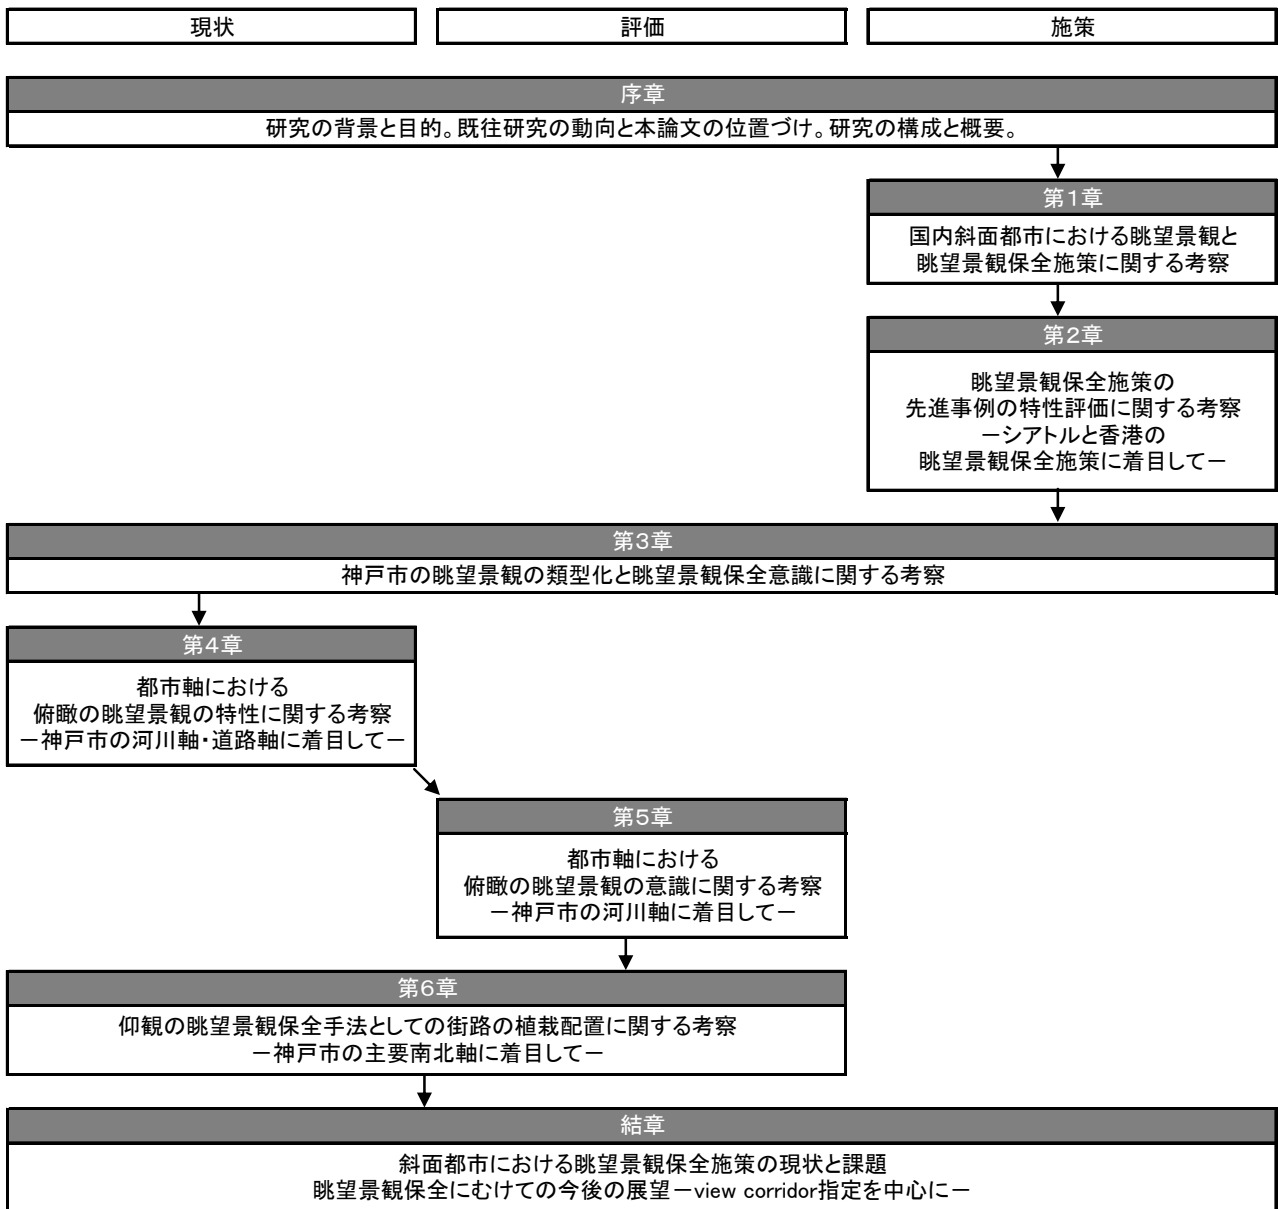 現状
評価
施策
序章
研究の背景と目的。既往研究の動向と本論文の位置づけ。研究の構成と概要。
第1章
国内斜面都市における眺望景観と
眺望景観保全施策に関する考察
第2章
眺望景観保全施策の
先進事例の特性評価に関する考察
－シアトルと香港の
眺望景観保全施策に着目して－
第3章
神戸市の眺望景観の類型化と眺望景観保全意識に関する考察
第4章
都市軸における
俯瞰の眺望景観の特性に関する考察
－神戸市の河川軸・道路軸に着目して－
第5章
都市軸における
俯瞰の眺望景観の意識に関する考察
－神戸市の河川軸に着目して－
第6章
仰観の眺望景観保全手法としての街路の植栽配置に関する考察
－神戸市の主要南北軸に着目して－
結章
斜面都市における眺望景観保全施策の現状と課題
眺望景観保全にむけての今後の展望－view corridor指定を中心に－